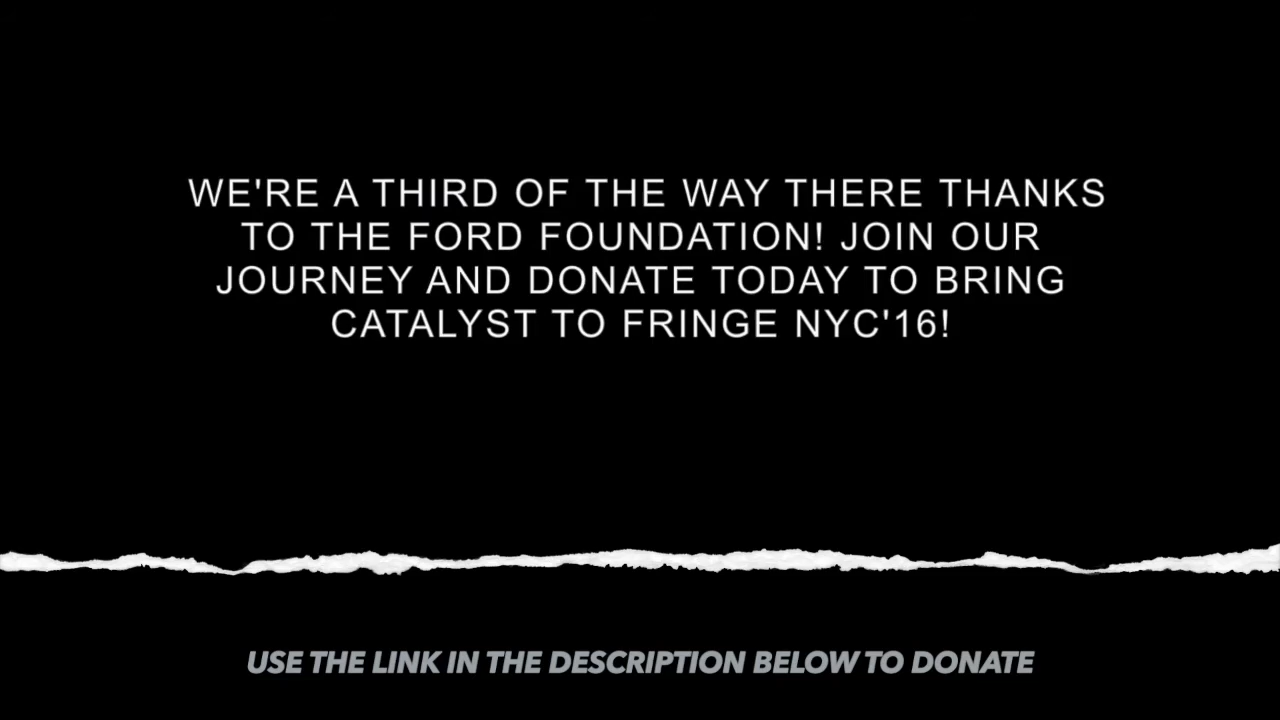 WE'RE A THIRD OF THE WAY THERE THANKS
TO THE FORD FOUNDATION! JOIN OUR
JOURNEY AND DONATE TODAY TO BRING
CATALYST TO FRINGE NYC'16!
USE THE LINK IN THE DESCRIPTION BELOW TO DONATE